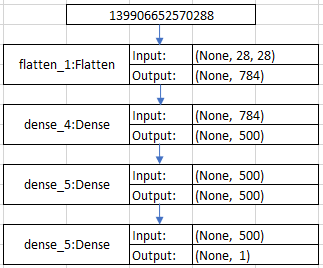 139906652570288
flatten_1:Flatten
Input: (None, 28, 28)
Output: (None, 784)
dense_4:Dense
Input: (None, 784)
Output: (None, 500)
dense_5:Dense
Input: (None, 500)
Output: (None, 500)
dense_5:Dense
Input: (None, 500)
Output: (None, 1)